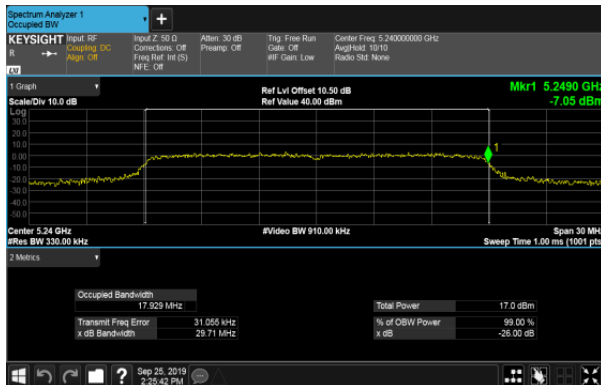 Spectrum Analyzer 1
Occupied BW
+
KEYSIGHT
R
LXI
Input: RF
Coupling: DC
Align: Off
Input Z: 50 Ω
Corrections: Off
Freq Ref: Int (S)
NFE: Off
Atten: 30 dB
Preamp: Off
Trig: Free Run
Gate: Off
#IF Gain: Low
Center Freq: 5.240000000 GHz
Avg|Hold: 10/10
Radio Std: None
1 Graph
Scale/Div 10.0 dB
Ref Lvl Offset 10.50 dB
Ref Value 40.00 dBm
Mkr1 5.2490 GHz
-7.05 dBm
Log
30.0
20.0
10.0
0.00
-10.0
-20.0
-30.0
-40.0
-50.0
1
Center 5.24 GHz
#Res BW 330.00 kHz
#Video BW 910.00 kHz
Span 30 MHz
Sweep Time 1.00 ms (1001 pts
2 Metrics
Occupied Bandwidth
17.929 MHz
Transmit Freq Error 31.055 kHz
x dB Bandwidth 29.71 MHz
Total Power 17.0 dBm
% of OBW Power 99.00 %
x dB -26.00 dB
?
Sep 25, 2019
2:25:42 PM